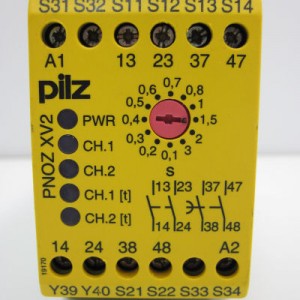 S31 S32 S11 S12 S13 S14
A1 13 23 37 47
pilz
PNOZ XV2
PWR
CH.1
CH.2
CH.1 [t]
CH.2 [t]
0,7
0,6 0,8
0,5 1
0,4 1,5
0,3 2
0,2 0,1 3
s
13 23 37 47
14 24 38 48
14 24 38 48 A2
19170
Y39 Y40 S21 S22 S33 S34